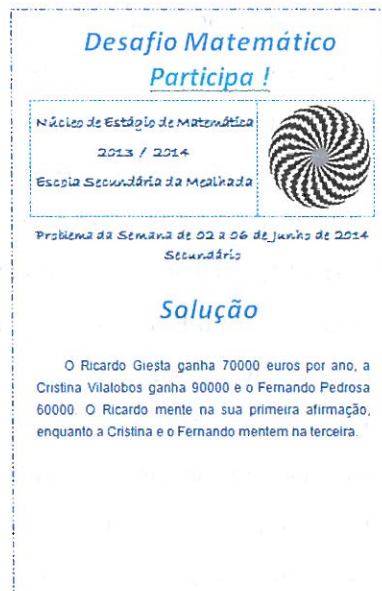 Desafio Matemático
Participa !
Núcleo de Estágio de Matemática
2013 / 2014
Escola Secundária da Mealhada
Problema da Semana de 02 a 06 de Junho de 2014
Secundário
Solução
O Ricardo Giesta ganha 70000 euros por ano, a
Cristina Vilalobos ganha 90000 e o Fernando Pedrosa
60000. O Ricardo mente na sua primeira afirmação,
enquanto a Cristina e o Fernando mentem na terceira.